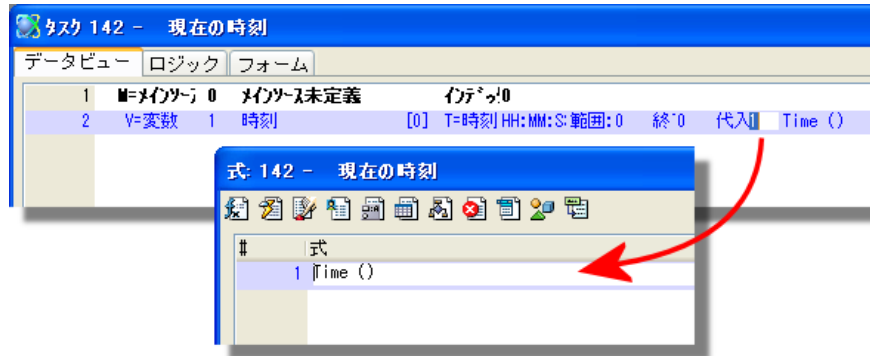 タスク 142 - 現在の時刻
データビュー ロジック フォーム
1 M=メインソース 0 メインソース未定義 インデックス:0
2 V=変数 1 時刻 [0] T=時刻 HH:MM:S: 範囲:0 終了:0 代入:1 Time ()
式: 142 - 現在の時刻
# 式
1 Time ()